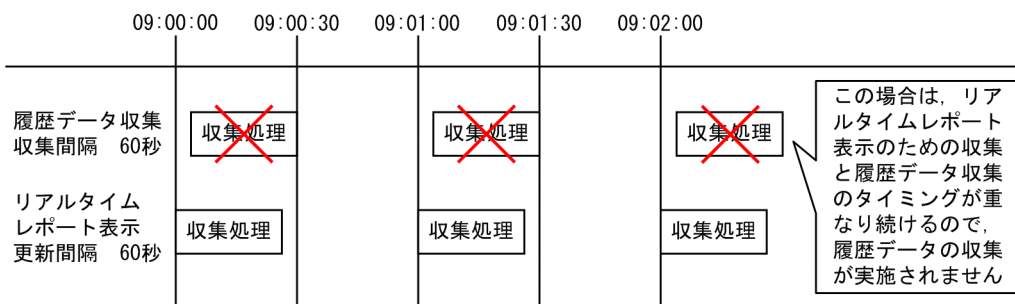 09:00:00 09:00:30 09:01:00 09:01:30 09:02:00
履歴データ収集
収集間隔 60秒
収集処理 収集処理 収集処理
リアルタイム
レポート表示
更新間隔 60秒
収集処理 収集処理 収集処理
この場合は，リア
ルタイムレポート
表示のための収集
と履歴データ収集
のタイミングが重
なり続けるので，
履歴データの収集
が実施されません